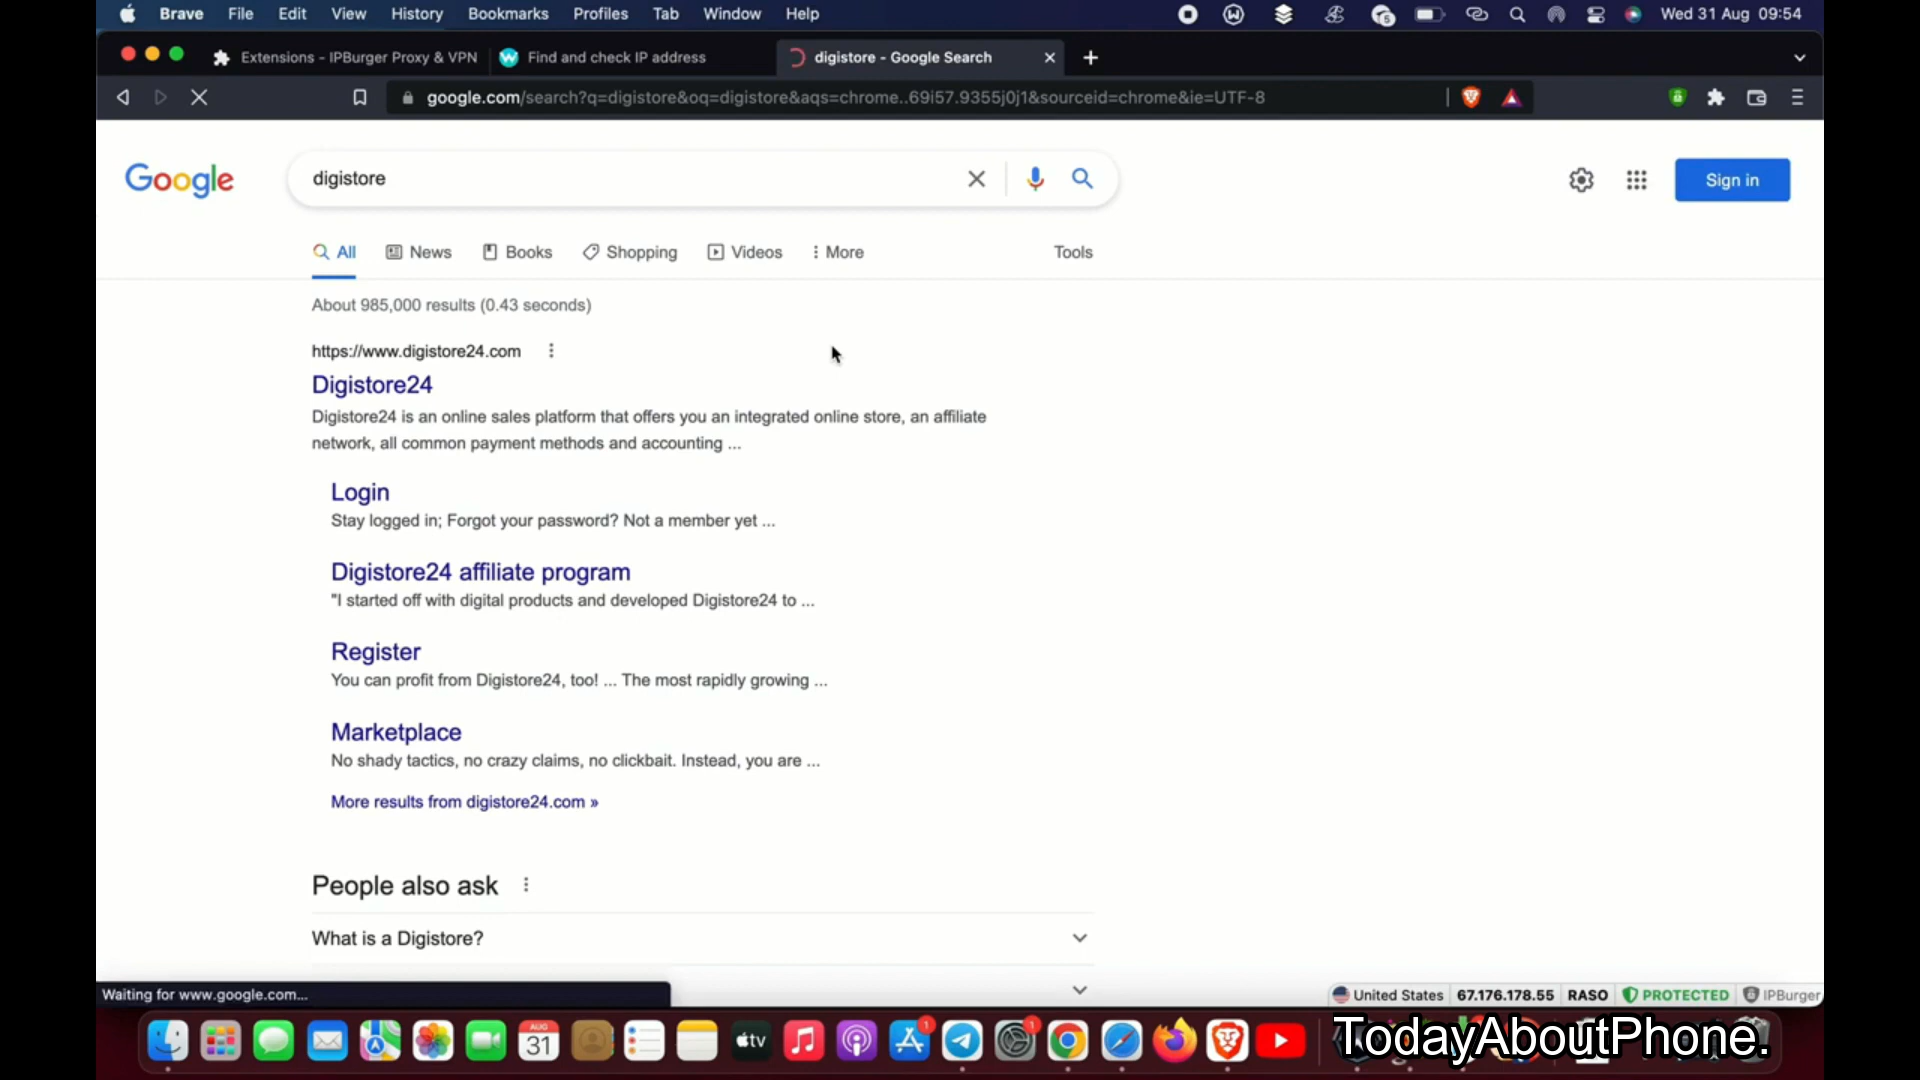 Brave File Edit View History Bookmarks Profiles Tab Window Help Wed 31 Aug 09:54
Extensions - IPBurger Proxy & VPN Find and check IP address digistore - Google Search
google.com/search?q=digistore&oq=digistore&aqs=chrome..69i57.9355j0j1&sourceid=chrome&ie=UTF-8
Google digistore Sign in
All News Books Shopping Videos More Tools
About 985,000 results (0.43 seconds)
https://www.digistore24.com
Digistore24
Digistore24 is an online sales platform that offers you an integrated online store, an affiliate
network, all common payment methods and accounting ...
Login
Stay logged in; Forgot your password? Not a member yet ...
Digistore24 affiliate program
"I started off with digital products and developed Digistore24 to ...
Register
You can profit from Digistore24, too! ... The most rapidly growing ...
Marketplace
No shady tactics, no crazy claims, no clickbait. Instead, you are ...
More results from digistore24.com »
People also ask
What is a Digistore?
Waiting for www.google.com... United States 67.176.178.55 RASO PROTECTED IPBurger
AUG
31
tv
1
1
TodayAboutPhone.